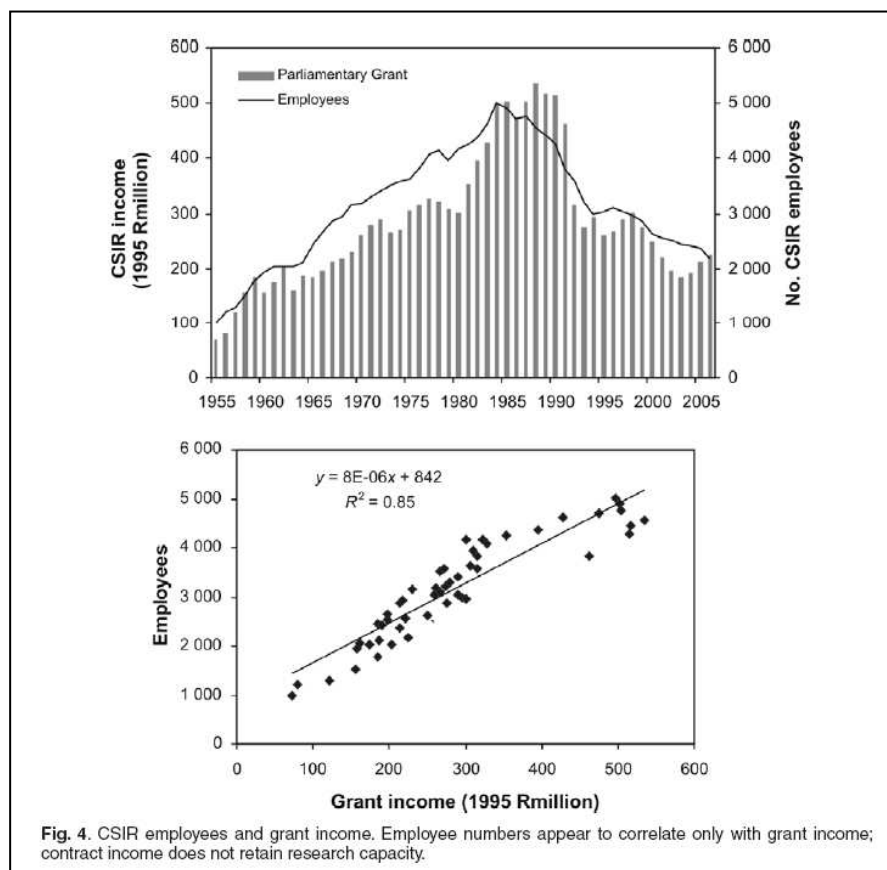 600
500
400
300
200
100
0
CSIR income
(1995 Rmillion)
Parliamentary Grant
Employees
6 000
5 000
4 000
3 000
2 000
1 000
0
No. CSIR employees
1955 1960 1965 1970 1975 1980 1985 1990 1995 2000 2005
6 000
5 000
4 000
3 000
2 000
1 000
0
Employees
y = 8E-06x + 842
R² = 0.85
0 100 200 300 400 500 600
Grant income (1995 Rmillion)
Fig. 4. CSIR employees and grant income. Employee numbers appear to correlate only with grant income;
contract income does not retain research capacity.